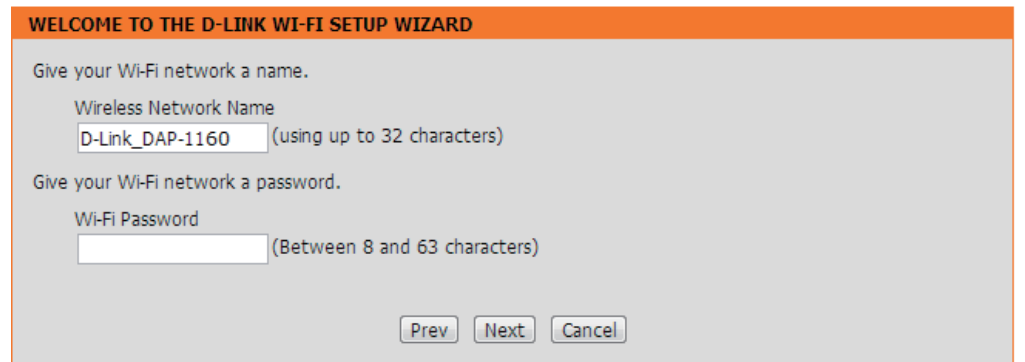 WELCOME TO THE D-LINK WI-FI SETUP WIZARD
Give your Wi-Fi network a name.
Wireless Network Name
D-Link_DAP-1160 (using up to 32 characters)
Give your Wi-Fi network a password.
Wi-Fi Password
(Between 8 and 63 characters)
Prev Next Cancel